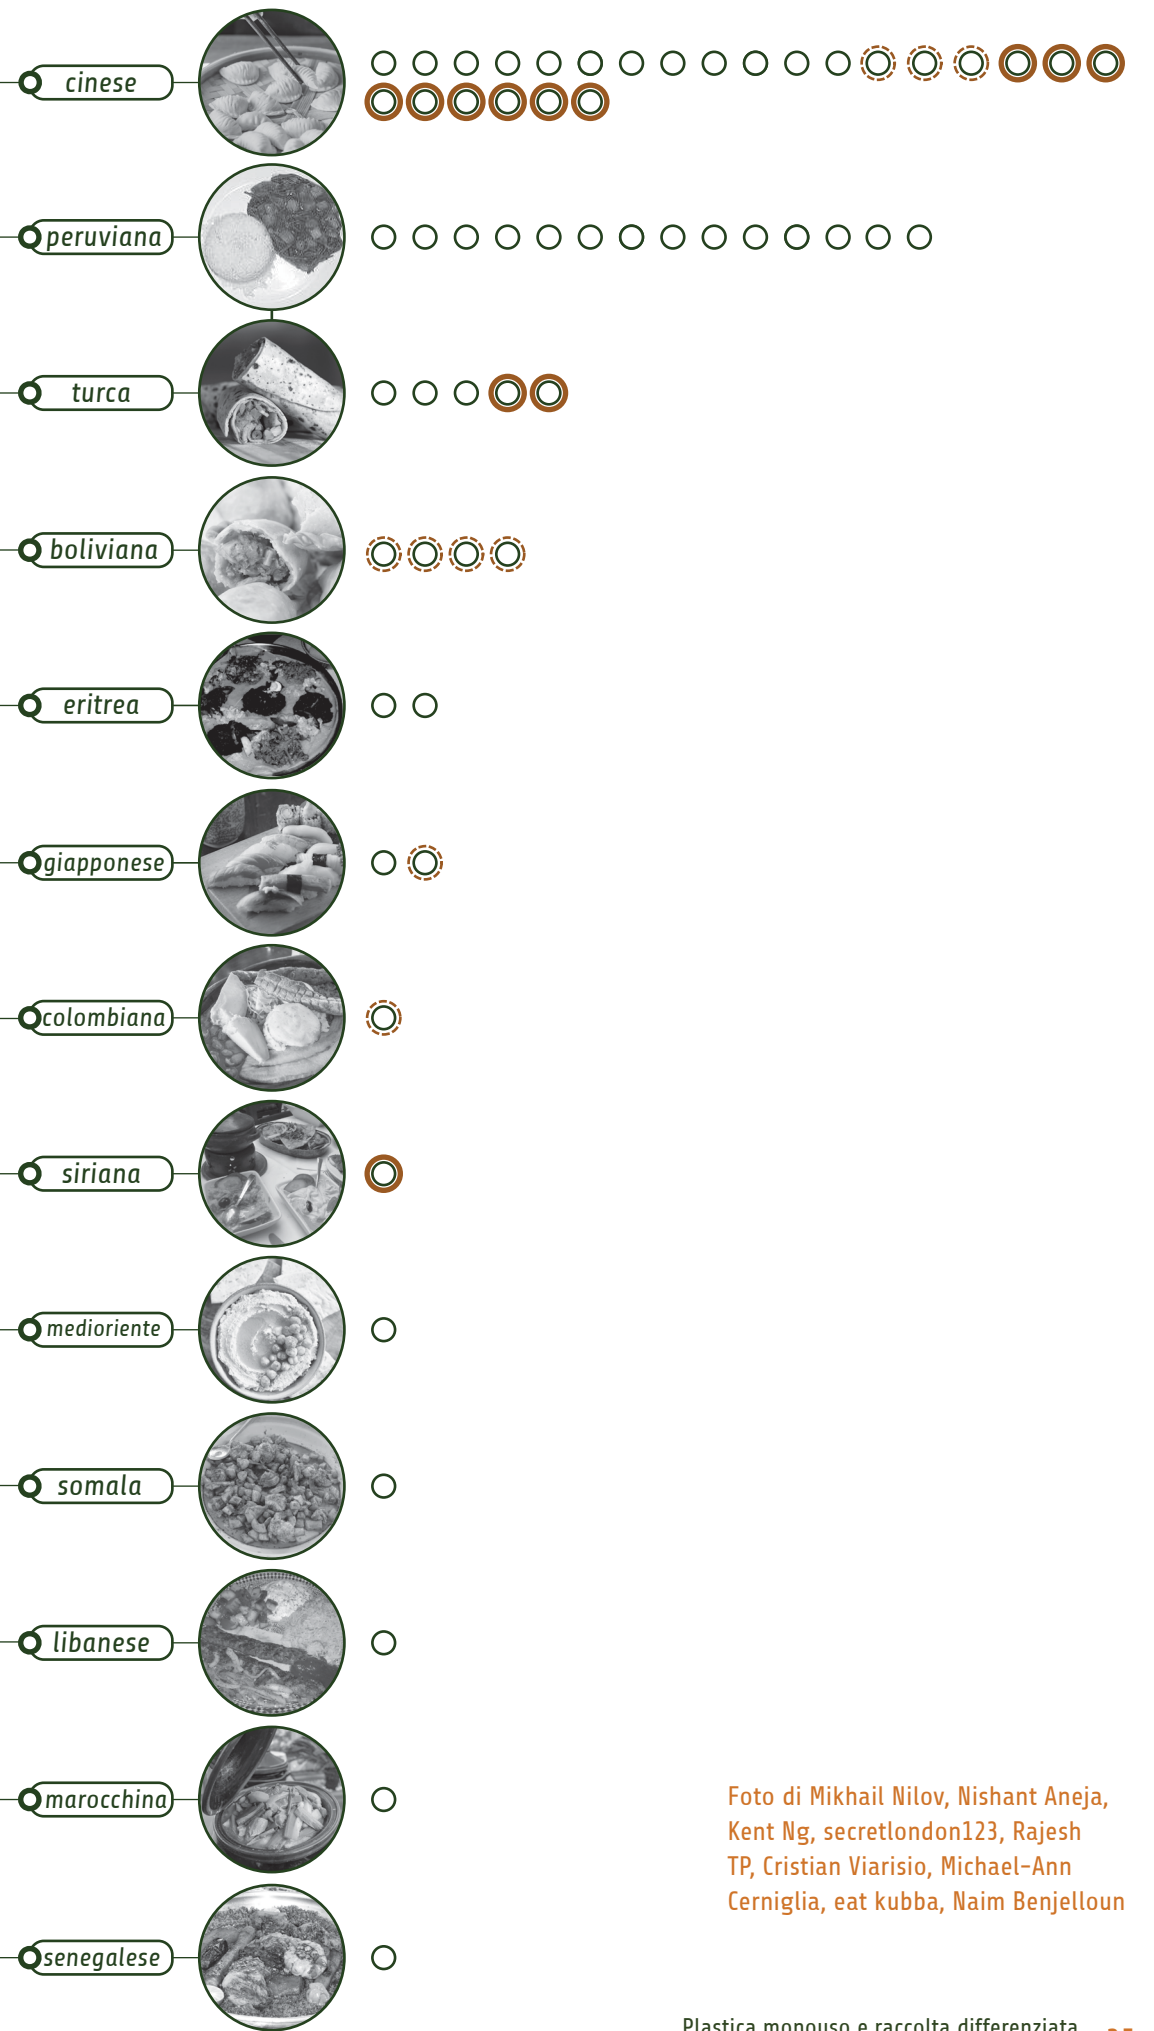 cinese
peruviana
turca
boliviana
eritrea
giapponese
colombiana
siriana
medioriente
somala
libanese
marocchina
senegalese
Foto di Mikhail Nilov, Nishant Aneja,
Kent Ng, secretlondon123, Rajesh
TP, Cristian Viarisio, Michael-Ann
Cerniglia, eat kubba, Naim Benjelloun
Plastica monouso e raccolta differenziata